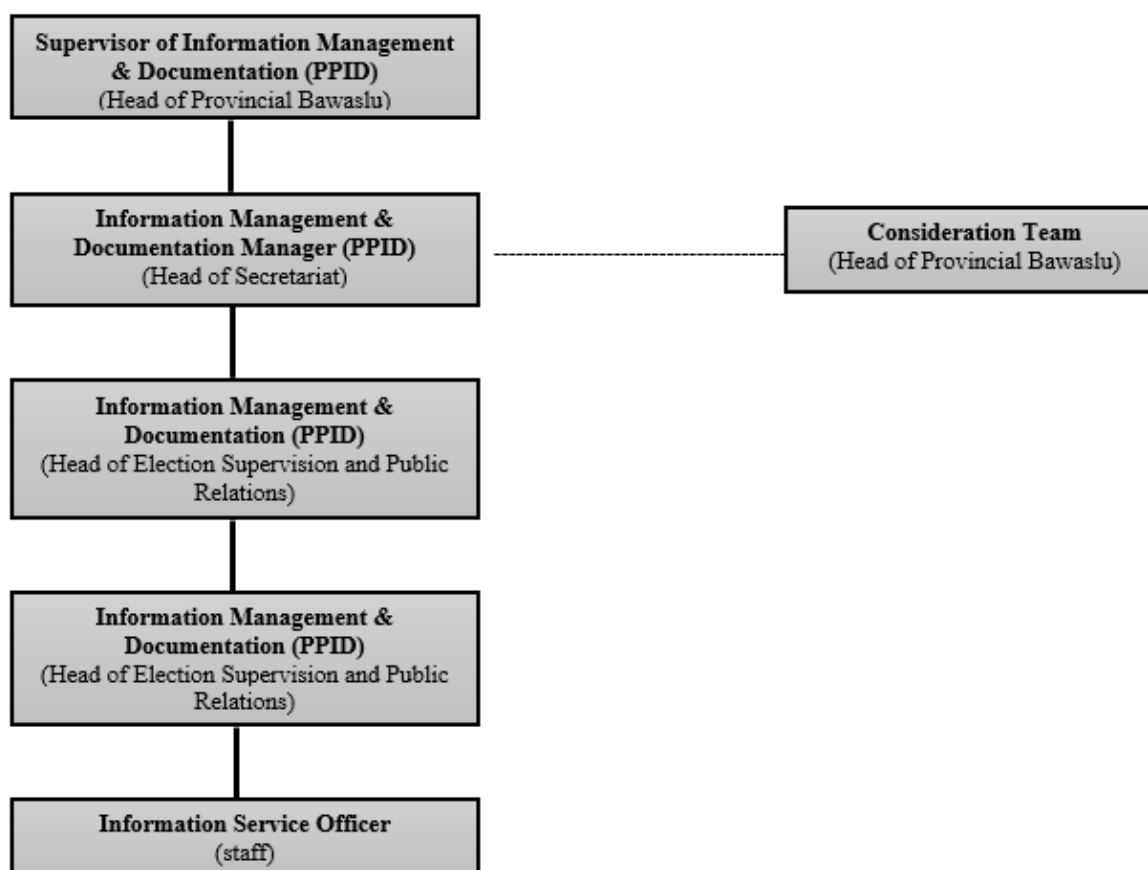 Supervisor of Information Management
& Documentation (PPID)
(Head of Provincial Bawaslu)
Information Management &
Documentation Manager (PPID)
(Head of Secretariat)
Consideration Team
(Head of Provincial Bawaslu)
Information Management &
Documentation (PPID)
(Head of Election Supervision and Public
Relations)
Information Management &
Documentation (PPID)
(Head of Election Supervision and Public
Relations)
Information Service Officer
(staff)